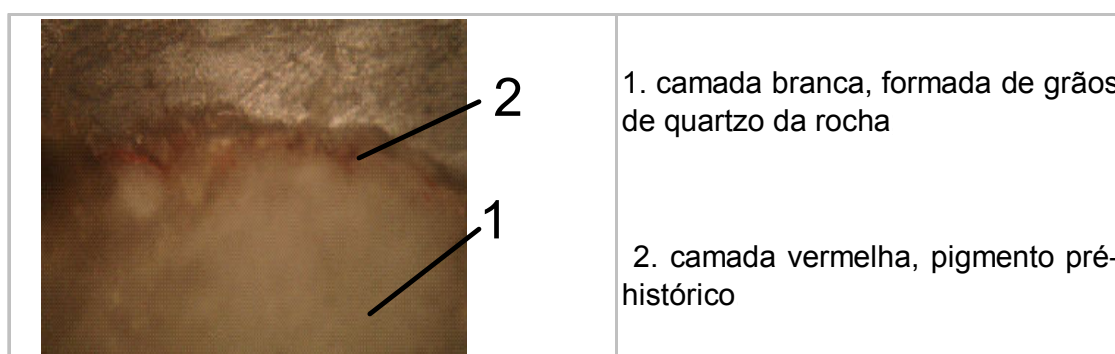 2
1
1. camada branca, formada de grãos
de quartzo da rocha
2. camada vermelha, pigmento pré-
histórico